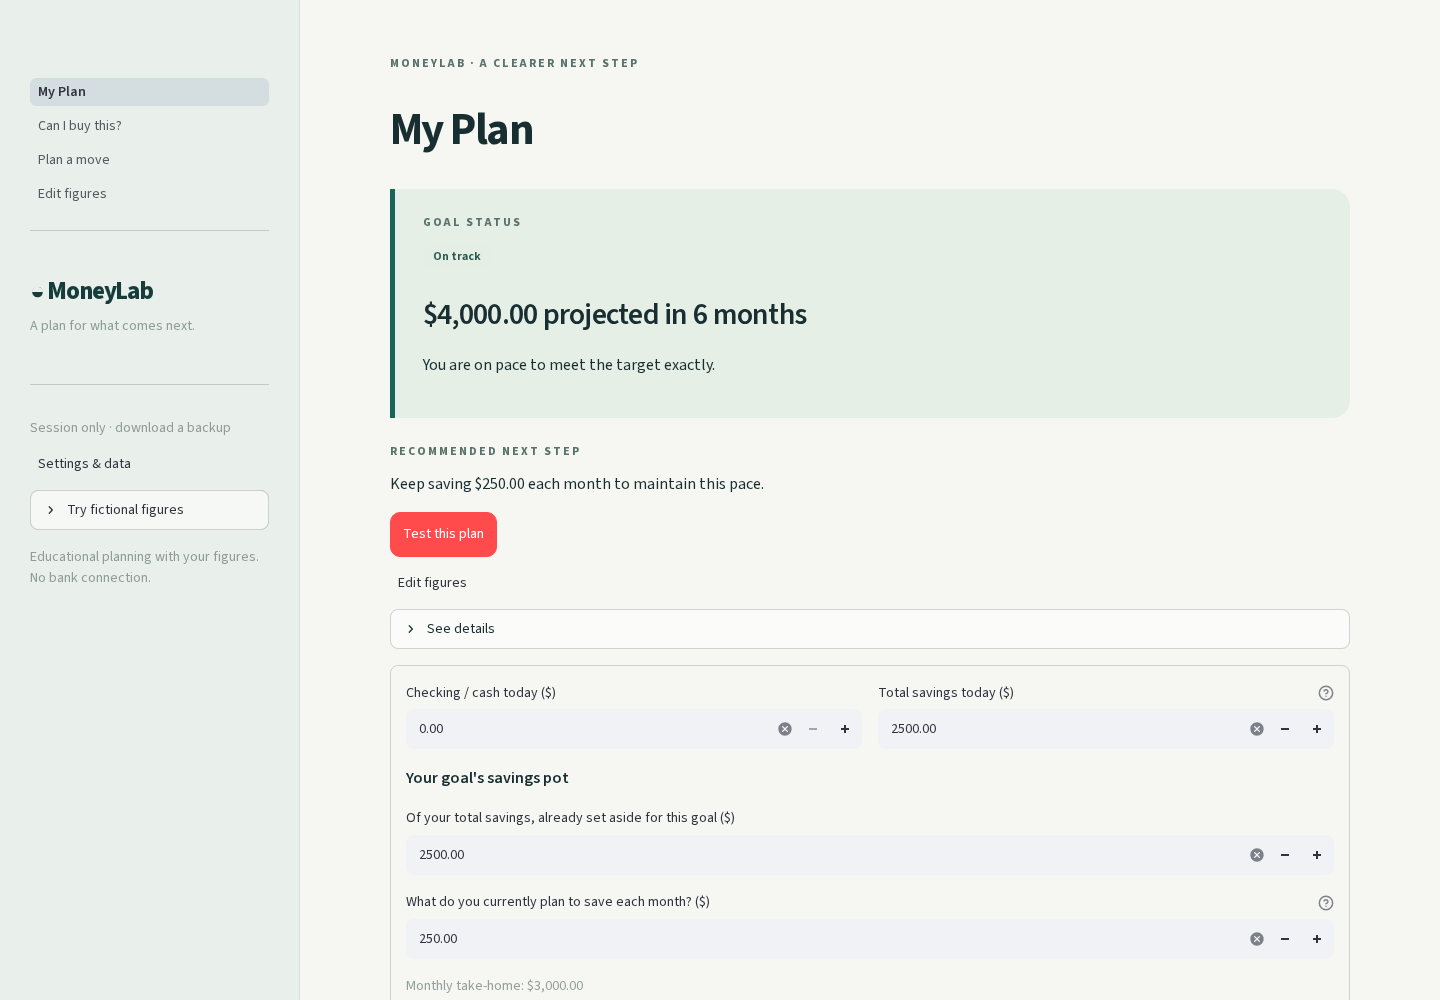 My Plan
Can I buy this?
Plan a move
Edit figures
MoneyLab
A plan for what comes next.
Session only · download a backup
Settings & data
Try fictional figures
Educational planning with your figures.
No bank connection.
MONEYLAB · A CLEARER NEXT STEP
My Plan
GOAL STATUS
On track
$4,000.00 projected in 6 months
You are on pace to meet the target exactly.
RECOMMENDED NEXT STEP
Keep saving $250.00 each month to maintain this pace.
Test this plan
Edit figures
See details
Checking / cash today ($)
0.00
Total savings today ($)
2500.00
Your goal's savings pot
Of your total savings, already set aside for this goal ($)
2500.00
What do you currently plan to save each month? ($)
250.00
Monthly take-home: $3,000.00